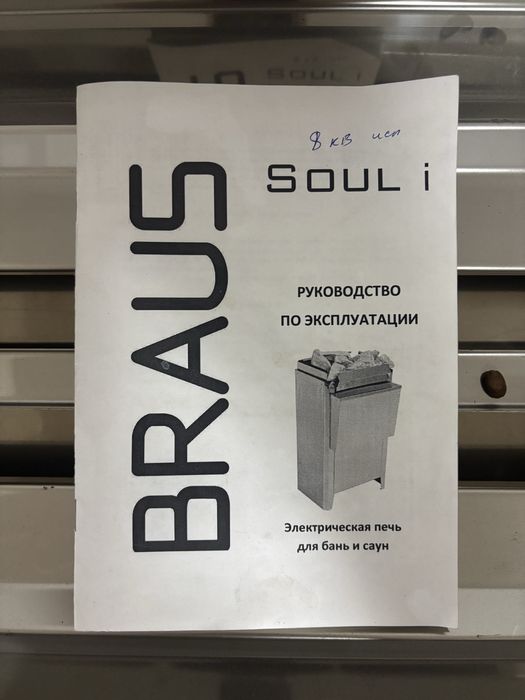 8 кв исп
SOUL i
BRAUS
РУКОВОДСТВО
ПО ЭКСПЛУАТАЦИИ
Электрическая печь
для бань и саун